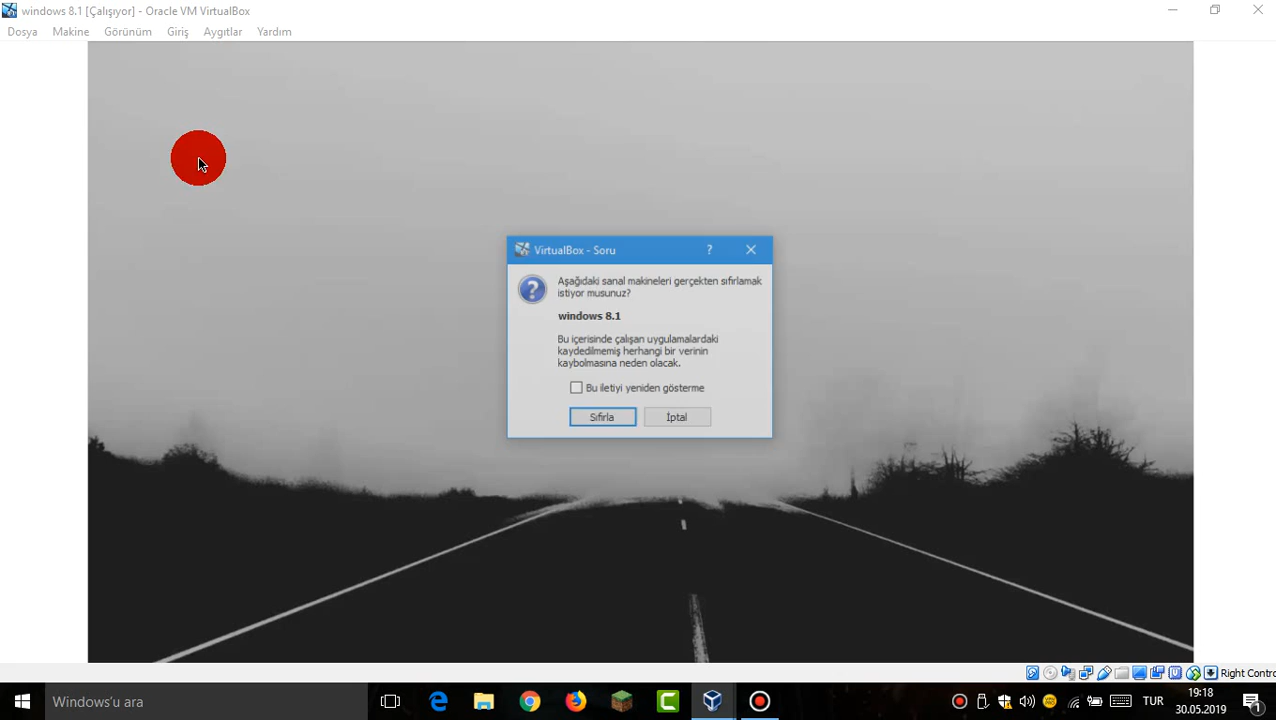 windows 8.1 [Çalışıyor] - Oracle VM VirtualBox
Dosya Makine Görünüm Giriş Aygıtlar Yardım
VirtualBox - Soru
?
Aşağıdaki sanal makineleri gerçekten sıfırlamak
istiyor musunuz?
windows 8.1
Bu içerisinde çalışan uygulamalardaki
kaydedilmemiş herhangi bir verinin
kaybolmasına neden olacak.
Bu iletiyi yeniden gösterme
Sıfırla İptal
Right Control
Windows'u ara
TUR
19:18
30.05.2019
1